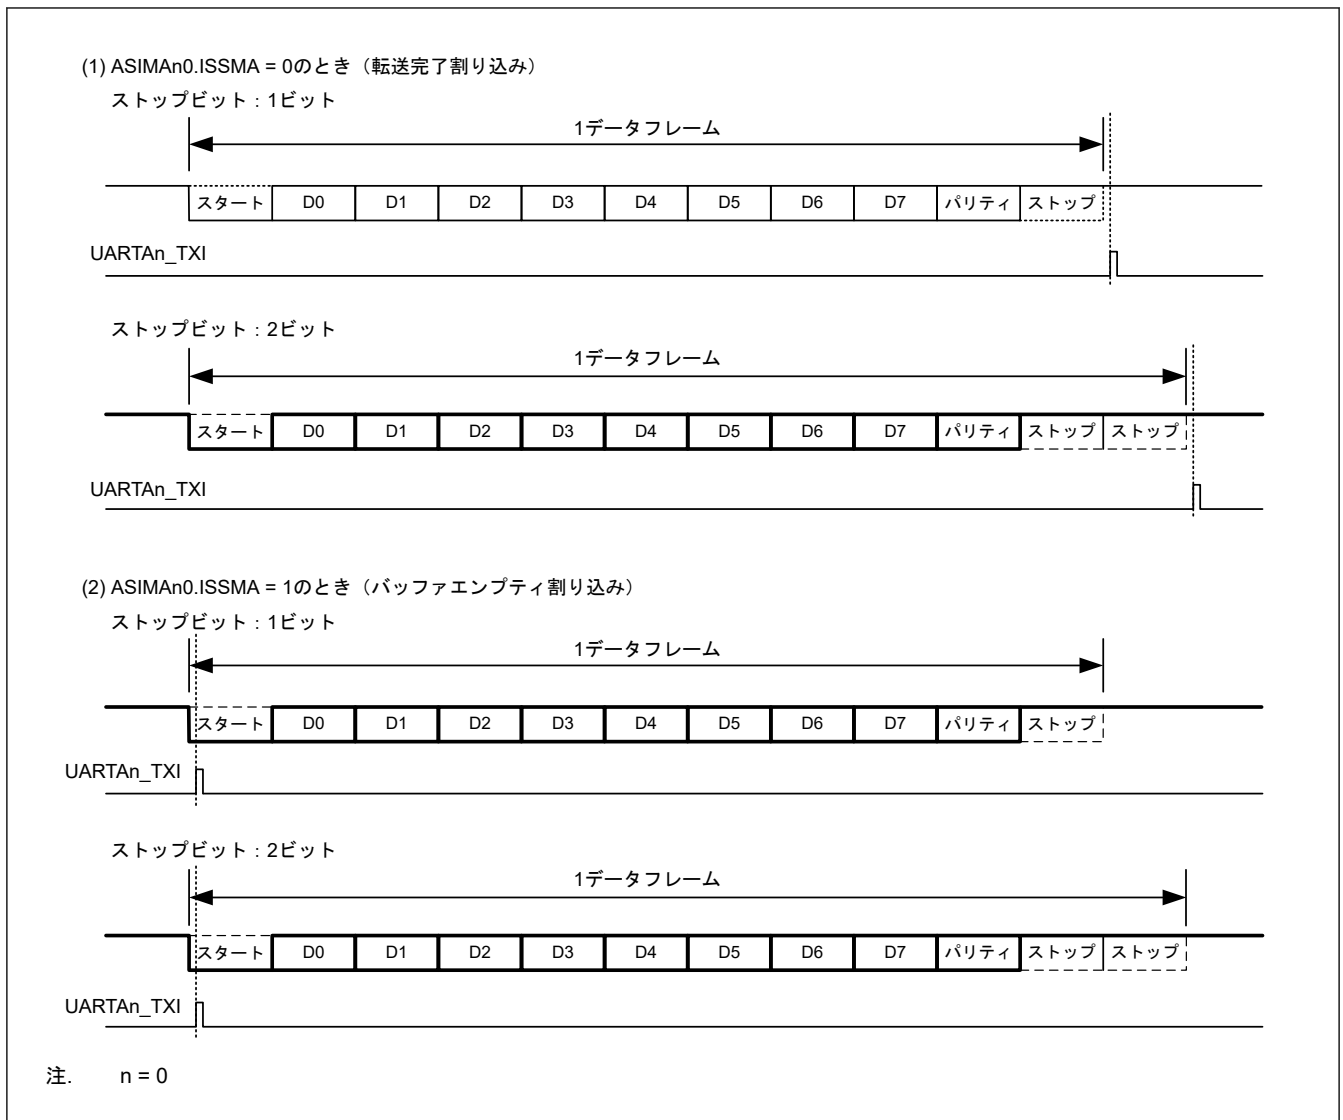 (1) ASIMAn0.ISSMA = 0のとき（転送完了割り込み）
ストップビット : 1ビット
1データフレーム
スタート D0 D1 D2 D3 D4 D5 D6 D7 パリティ ストップ
UARTAn_TXI
ストップビット : 2ビット
1データフレーム
スタート D0 D1 D2 D3 D4 D5 D6 D7 パリティ ストップ ストップ
UARTAn_TXI
(2) ASIMAn0.ISSMA = 1のとき（バッファエンプティ割り込み）
ストップビット : 1ビット
1データフレーム
スタート D0 D1 D2 D3 D4 D5 D6 D7 パリティ ストップ
UARTAn_TXI
ストップビット : 2ビット
1データフレーム
スタート D0 D1 D2 D3 D4 D5 D6 D7 パリティ ストップ ストップ
UARTAn_TXI
注. n = 0